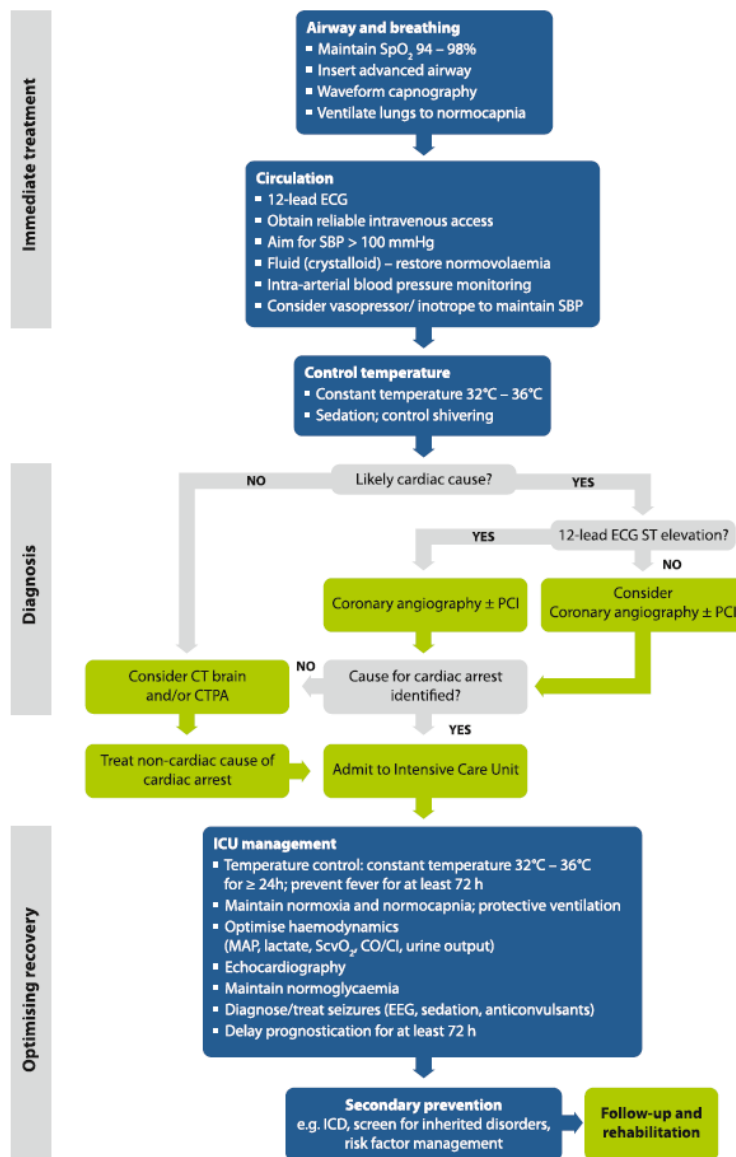 Immediate treatment
Airway and breathing
▪ Maintain SpO₂ 94 – 98%
▪ Insert advanced airway
▪ Waveform capnography
▪ Ventilate lungs to normocapnia
Circulation
▪ 12-lead ECG
▪ Obtain reliable intravenous access
▪ Aim for SBP > 100 mmHg
▪ Fluid (crystalloid) – restore normovolaemia
▪ Intra-arterial blood pressure monitoring
▪ Consider vasopressor/ inotrope to maintain SBP
Control temperature
▪ Constant temperature 32°C – 36°C
▪ Sedation; control shivering
Diagnosis
Likely cardiac cause?
NO
YES
12-lead ECG ST elevation?
YES
NO
Coronary angiography ± PCI
Consider
Coronary angiography ± PCI
Cause for cardiac arrest
identified?
NO
YES
Consider CT brain
and/or CTPA
Treat non-cardiac cause of
cardiac arrest
Admit to Intensive Care Unit
Optimising recovery
ICU management
▪ Temperature control: constant temperature 32°C – 36°C
for ≥ 24h; prevent fever for at least 72 h
▪ Maintain normoxia and normocapnia; protective ventilation
▪ Optimise haemodynamics
(MAP, lactate, ScvO₂, CO/CI, urine output)
▪ Echocardiography
▪ Maintain normoglycaemia
▪ Diagnose/treat seizures (EEG, sedation, anticonvulsants)
▪ Delay prognostication for at least 72 h
Secondary prevention
e.g. ICD, screen for inherited disorders,
risk factor management
Follow-up and
rehabilitation